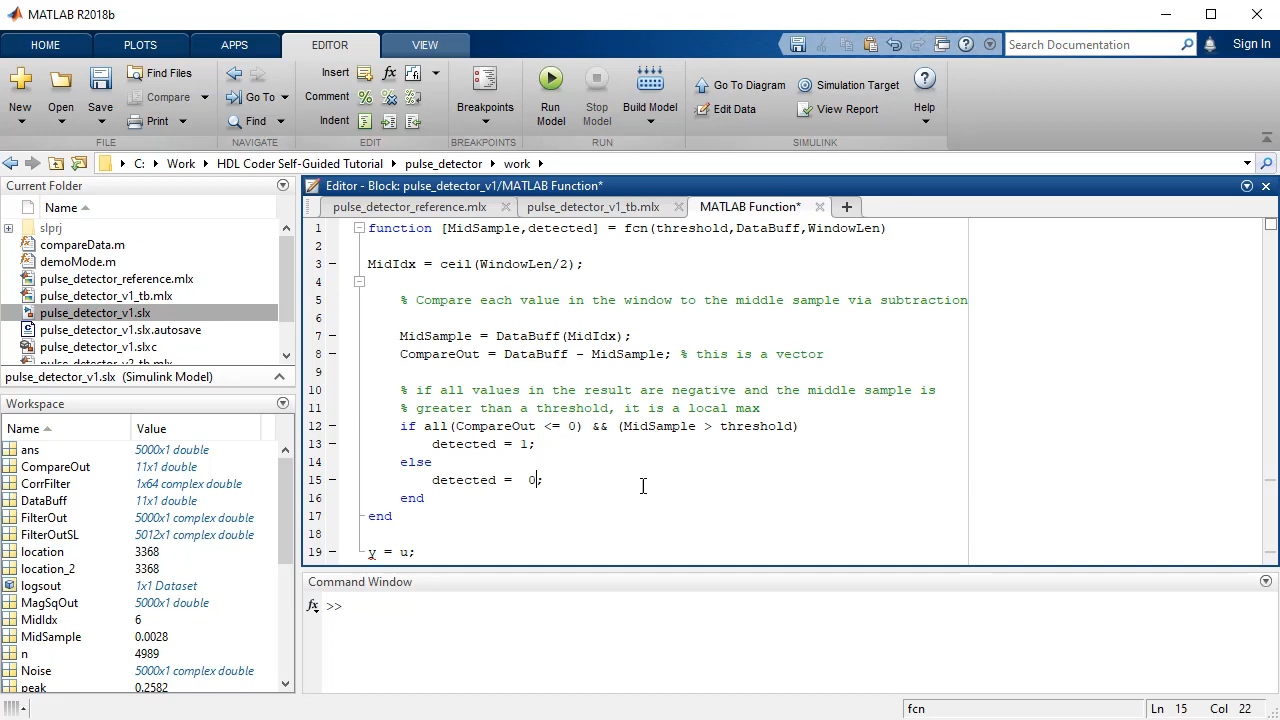 MATLAB R2018b
HOME PLOTS APPS EDITOR VIEW
Search Documentation
Sign In
New Open Save
Find Files
Compare
Print
FILE
Go To
Find
NAVIGATE
Insert fx
Comment %
Indent
EDIT
Breakpoints
BREAKPOINTS
Run Model
Stop Model
Build Model
RUN
Go To Diagram
Edit Data
Simulation Target
View Report
SIMULINK
Help
C: Work HDL Coder Self-Guided Tutorial pulse_detector work
Current Folder
Name
slprj
compareData.m
demoMode.m
pulse_detector_reference.mlx
pulse_detector_v1_tb.mlx
pulse_detector_v1.slx
pulse_detector_v1.slx.autosave
pulse_detector_v1.slxc
pulse_detector_v2_tb.mlx
pulse_detector_v1.slx (Simulink Model)
Workspace
Name Value
ans 5000x1 double
CompareOut 11x1 double
CorrFilter 1x64 complex double
DataBuff 11x1 double
FilterOut 5000x1 complex double
FilterOutSL 5012x1 complex double
location 3368
location_2 3368
logsout 1x1 Dataset
MagSqOut 5000x1 double
MidIdx 6
MidSample 0.0028
n 4989
Noise 5000x1 complex double
peak 0.2582
Editor - Block: pulse_detector_v1/MATLAB Function*
pulse_detector_reference.mlx pulse_detector_v1_tb.mlx MATLAB Function*
1 function [MidSample,detected] = fcn(threshold,DataBuff,WindowLen)
2
3 MidIdx = ceil(WindowLen/2);
4
5 % Compare each value in the window to the middle sample via subtraction
6
7 MidSample = DataBuff(MidIdx);
8 CompareOut = DataBuff - MidSample; % this is a vector
9
10 % if all values in the result are negative and the middle sample is
11 % greater than a threshold, it is a local max
12 if all(CompareOut <= 0) && (MidSample > threshold)
13 detected = 1;
14 else
15 detected =  0;
16 end
17 end
18
19 y = u;
Command Window
fx >>
fcn Ln 15 Col 22